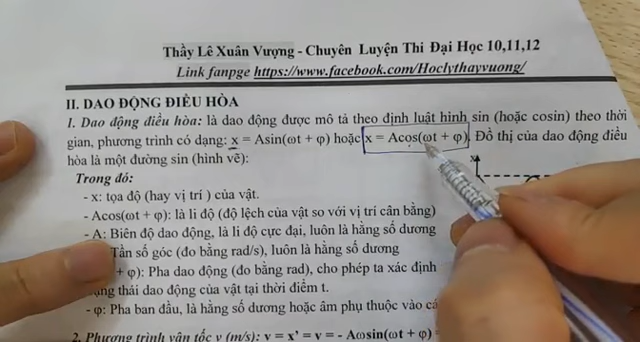 Thầy Lê Xuân Vượng - Chuyên Luyện Thi Đại Học 10,11,12
Link fanpge https://www.facebook.com/Hoclythayvuong/
II. DAO ĐỘNG ĐIỀU HÒA
1. Dao động điều hòa: là dao động được mô tả theo định luật hình sin (hoặc cosin) theo thời
gian, phương trình có dạng: x = Asin(ωt + φ) hoặc x = Acos(ωt + φ). Đồ thị của dao động điều
hòa là một đường sin (hình vẽ):
x
Trong đó:
- x: tọa độ (hay vị trí ) của vật.
- Acos(ωt + φ): là li độ (độ lệch của vật so với vị trí cân bằng)
- A: Biên độ dao động, là li độ cực đại, luôn là hằng số dương
Tần số góc (đo bằng rad/s), luôn là hằng số dương
+ φ): Pha dao động (đo bằng rad), cho phép ta xác định
thái dao động của vật tại thời điểm t.
- φ: Pha ban đầu, là hằng số dương hoặc âm phụ thuộc vào
2. Phương trình vận tốc v (m/s): v = x' = v = - Aωsin(ωt + φ)